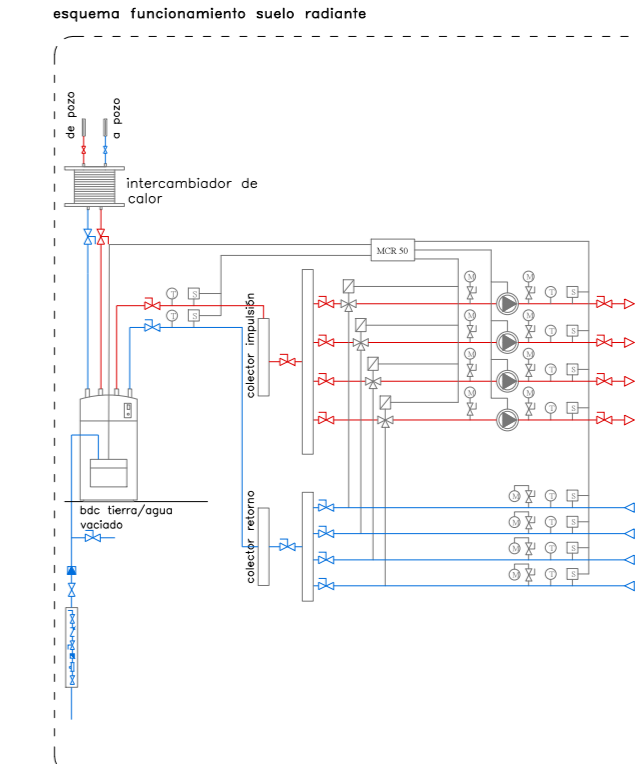 esquema funcionamiento suelo radiante
de pozo
a pozo
intercambiador de
calor
MCR 50
T
S
T
S
colector impulsión
M
M
T
S
M
M
T
S
M
M
T
S
M
M
T
S
bdc tierra/agua
vaciado
colector retorno
M
T
S
M
T
S
M
T
S
M
T
S